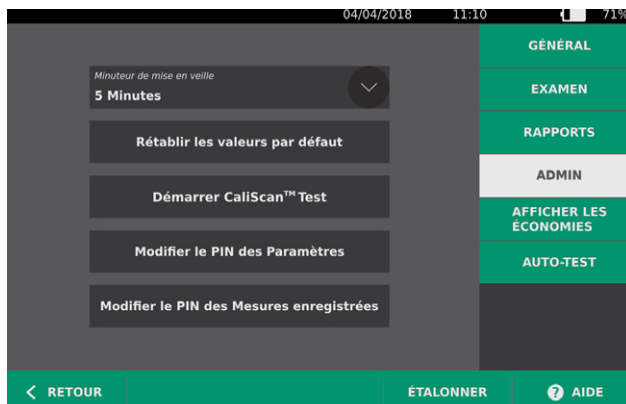 04/04/2018 11:10 71%
GÉNÉRAL
Minuteur de mise en veille
5 Minutes
EXAMEN
Rétablir les valeurs par défaut
RAPPORTS
ADMIN
Démarrer CaliScan™ Test
AFFICHER LES
ÉCONOMIES
Modifier le PIN des Paramètres
AUTO-TEST
Modifier le PIN des Mesures enregistrées
RETOUR
ÉTALONNER
? AIDE